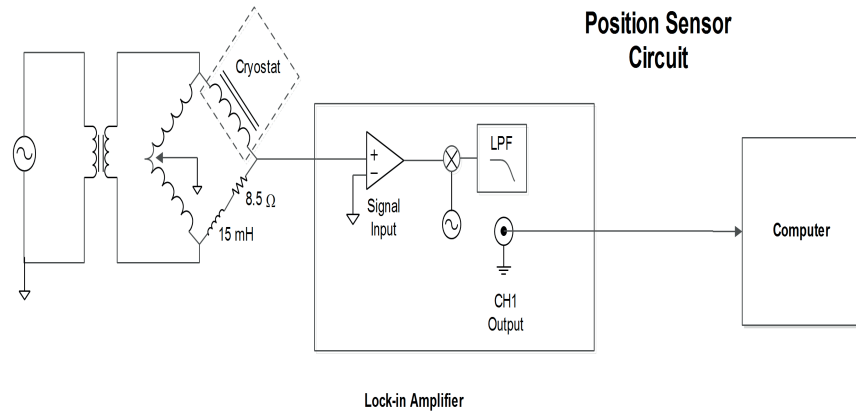 Position Sensor
Circuit
Cryostat
LPF
+
−
8.5 Ω
Signal
Input
15 mH
Computer
CH1
Output
Lock-in Amplifier